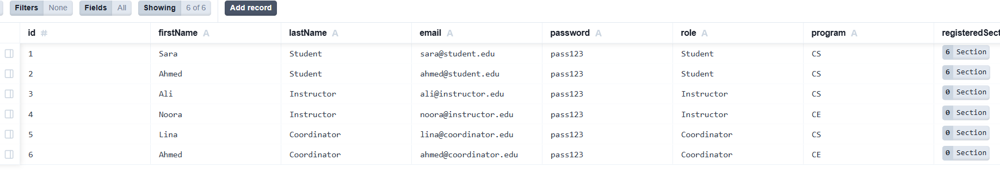 Filters None Fields All Showing 6 of 6 Add record
id # firstName A lastName A email A password A role A program A registeredSect
1 Sara Student sara@student.edu pass123 Student CS 6 Section
2 Ahmed Student ahmed@student.edu pass123 Student CS 6 Section
3 Ali Instructor ali@instructor.edu pass123 Instructor CS 0 Section
4 Noora Instructor noora@instructor.edu pass123 Instructor CE 0 Section
5 Lina Coordinator lina@coordinator.edu pass123 Coordinator CS 0 Section
6 Ahmed Coordinator ahmed@coordinator.edu pass123 Coordinator CE 0 Section